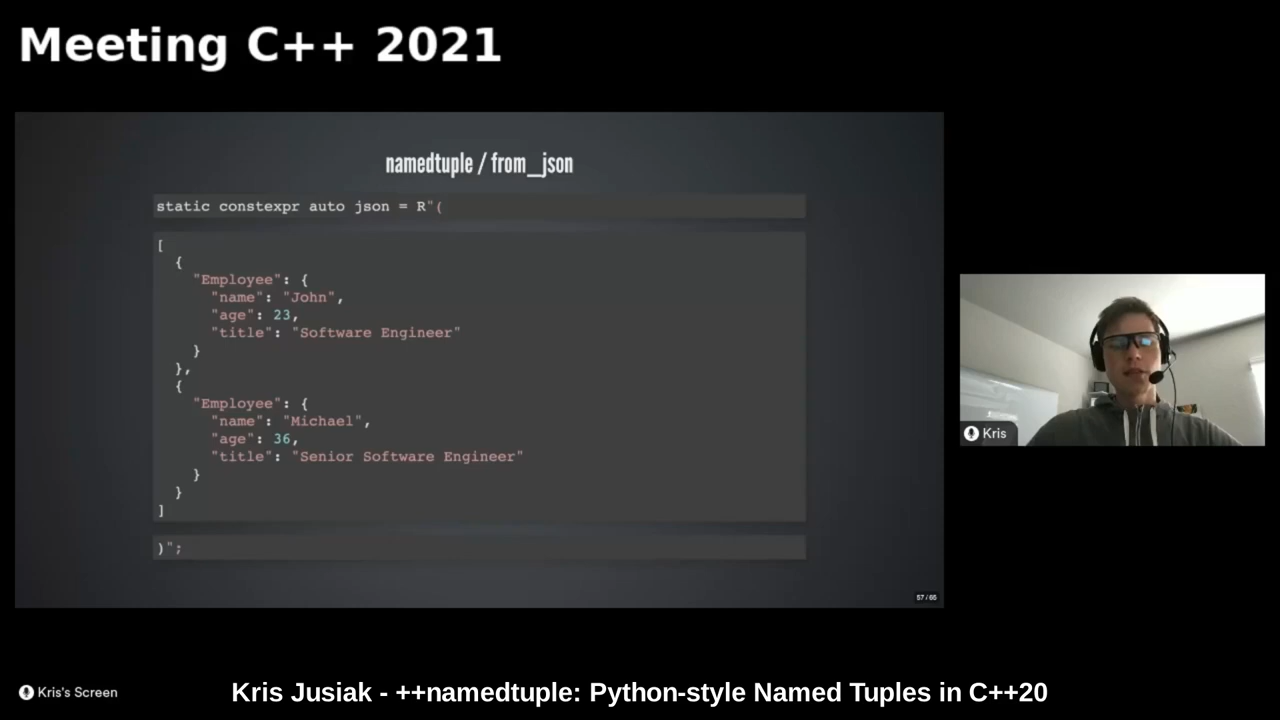 Meeting C++ 2021
namedtuple / from_json
static constexpr auto json = R"(
[
{
"Employee": {
"name": "John",
"age": 23,
"title": "Software Engineer"
}
},
{
"Employee": {
"name": "Michael",
"age": 36,
"title": "Senior Software Engineer"
}
}
]
)";
57 / 66
Kris
Kris's Screen
Kris Jusiak - ++namedtuple: Python-style Named Tuples in C++20